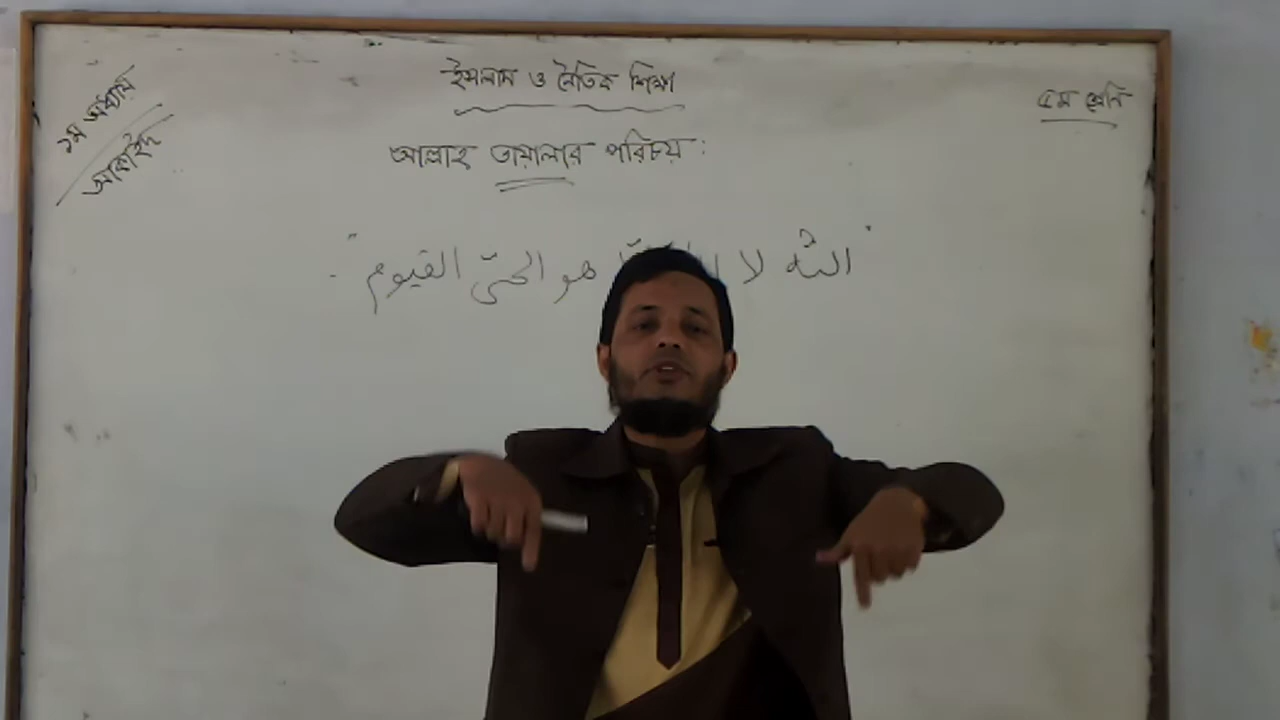 ইসলাম ও নৈতিক শিক্ষা
৫ম শ্রেনি
১ম অধ্যায়
আকাইদ
আল্লাহ তায়ালার পরিচয় :
"الله لا هو الحيّ القيوم"